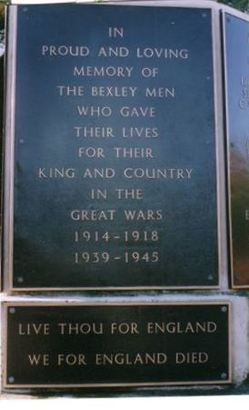 IN
PROUD AND LOVING
MEMORY OF
THE BEXLEY MEN
WHO GAVE
THEIR LIVES
FOR THEIR
KING AND COUNTRY
IN THE
GREAT WARS
1914-1918
1939-1945
LIVE THOU FOR ENGLAND
WE FOR ENGLAND DIED